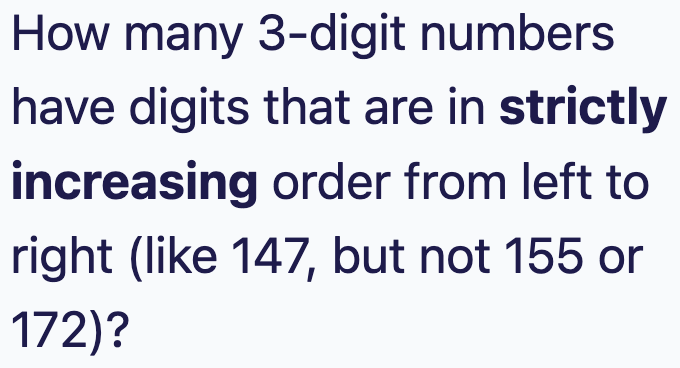 How many 3-digit numbers
have digits that are in strictly
increasing order from left to
right (like 147, but not 155 or
172)?